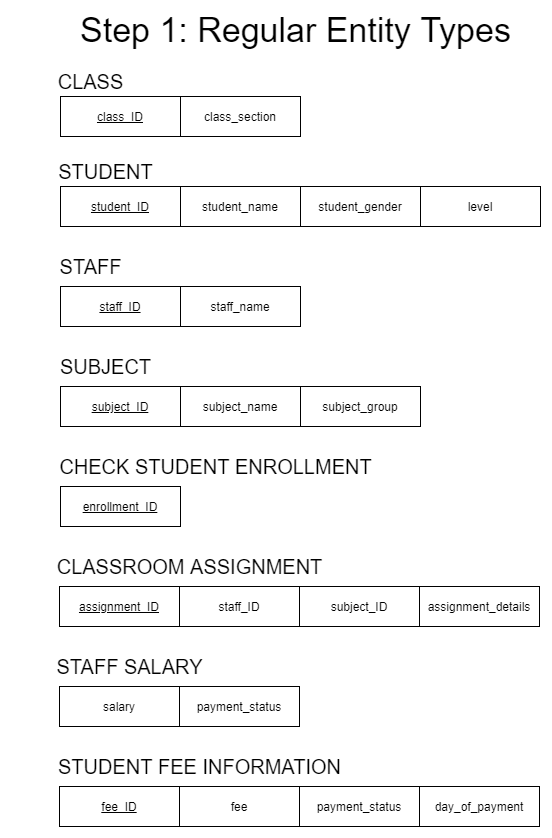 Step 1: Regular Entity Types
CLASS
class_ID class_section
STUDENT
student_ID student_name student_gender level
STAFF
staff_ID staff_name
SUBJECT
subject_ID subject_name subject_group
CHECK STUDENT ENROLLMENT
enrollment_ID
CLASSROOM ASSIGNMENT
assignment_ID staff_ID subject_ID assignment_details
STAFF SALARY
salary payment_status
STUDENT FEE INFORMATION
fee_ID fee payment_status day_of_payment